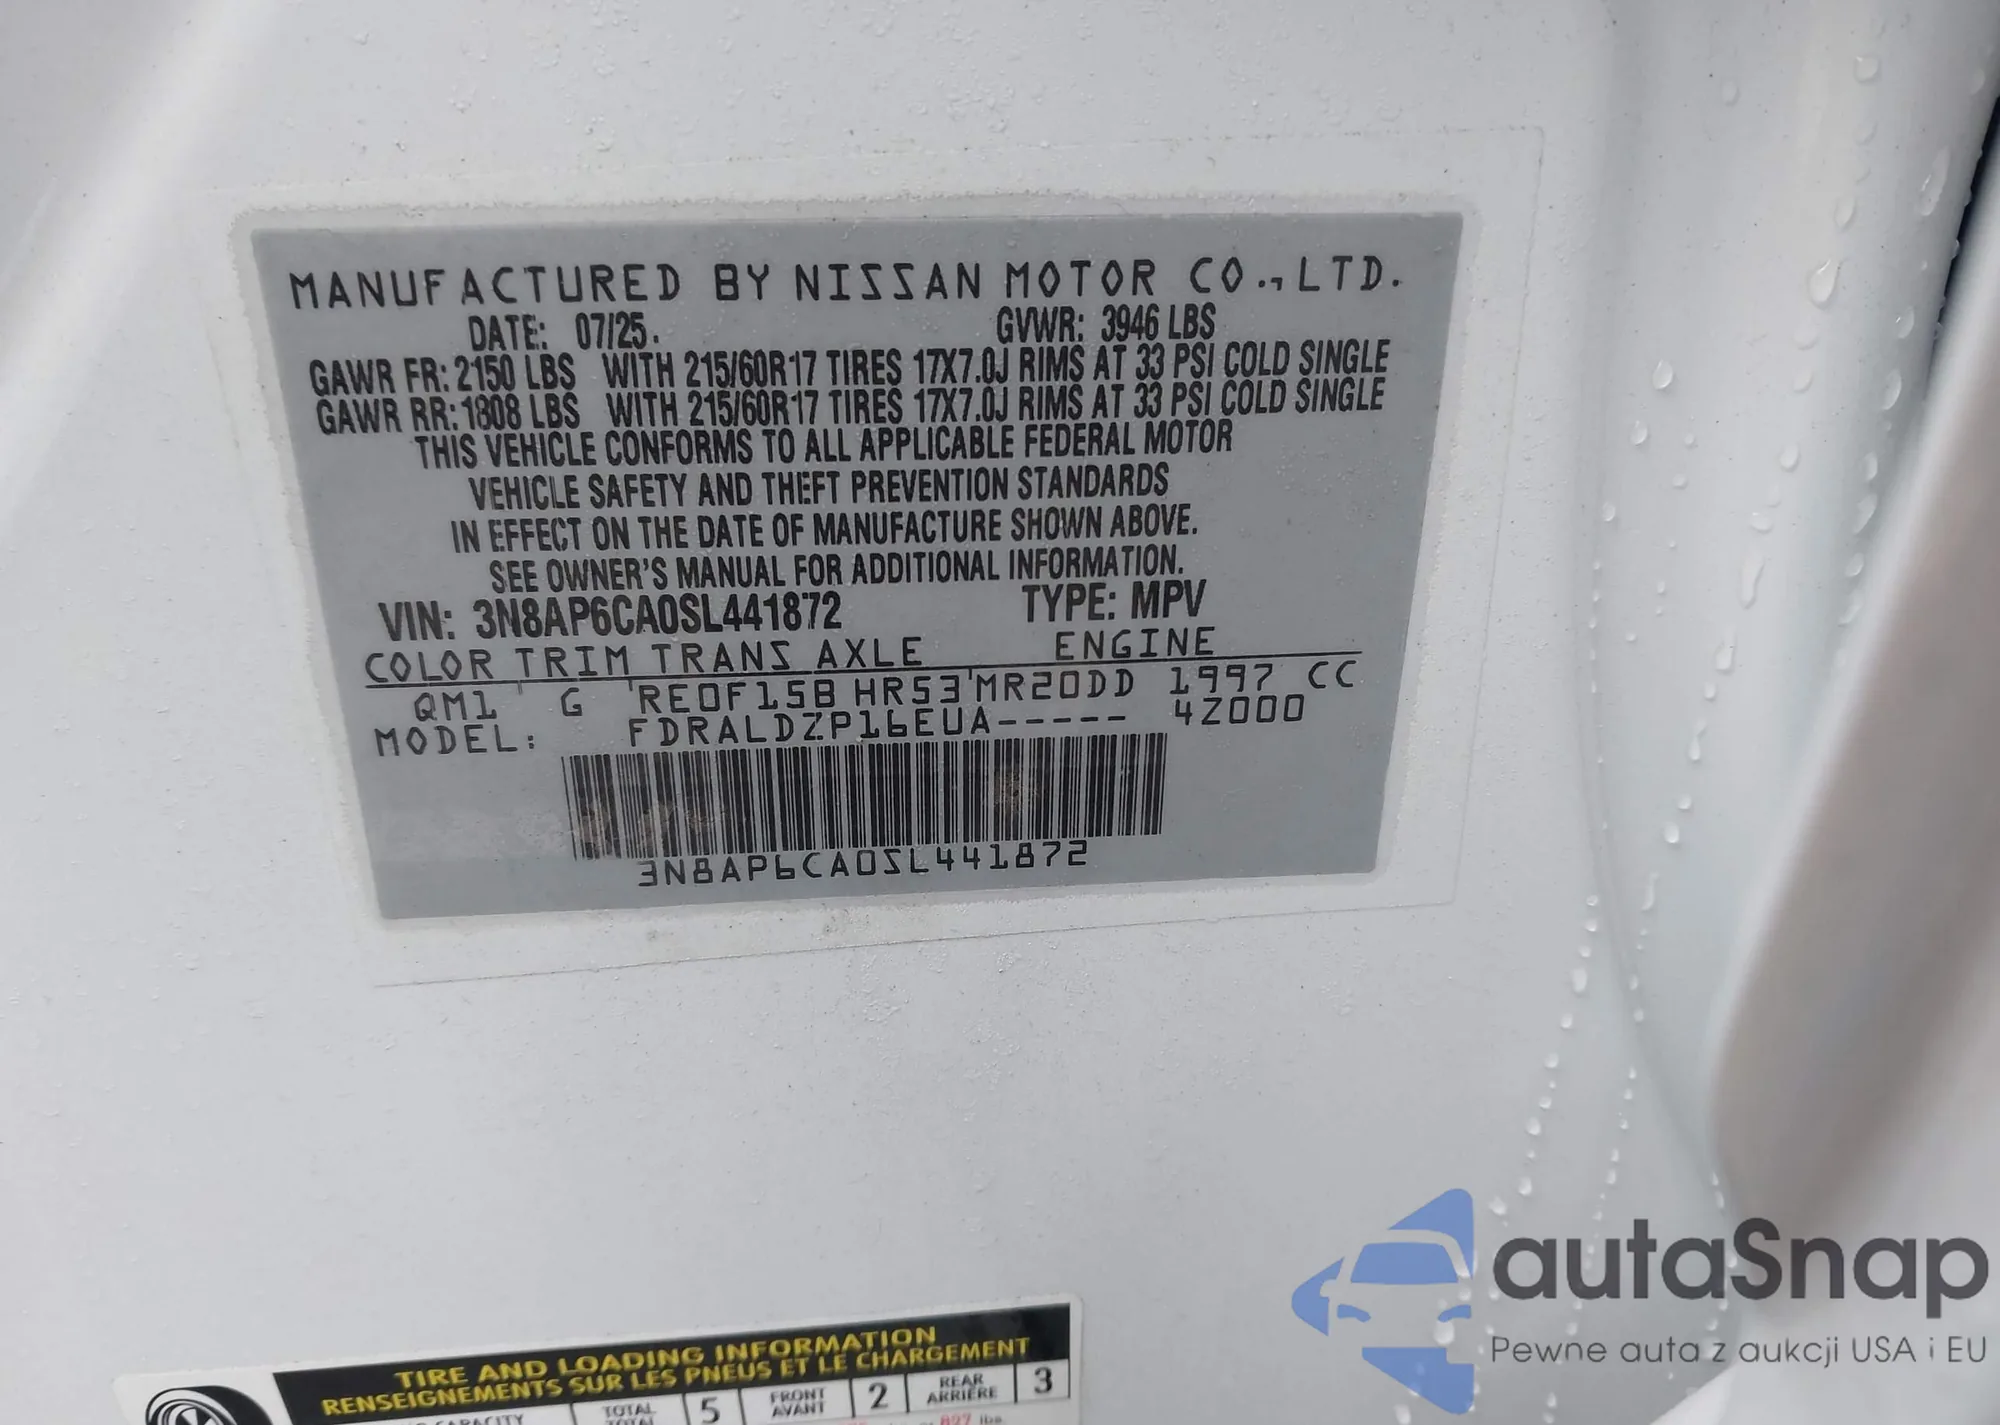 MANUFACTURED BY NISSAN MOTOR CO., LTD.
DATE: 07/25. GVWR: 3946 LBS
GAWR FR: 2150 LBS WITH 215/60R17 TIRES 17X7.0J RIMS AT 33 PSI COLD SINGLE
GAWR RR: 1808 LBS WITH 215/60R17 TIRES 17X7.0J RIMS AT 33 PSI COLD SINGLE
THIS VEHICLE CONFORMS TO ALL APPLICABLE FEDERAL MOTOR
VEHICLE SAFETY AND THEFT PREVENTION STANDARDS
IN EFFECT ON THE DATE OF MANUFACTURE SHOWN ABOVE.
SEE OWNER'S MANUAL FOR ADDITIONAL INFORMATION.
VIN: 3N8AP6CA0SL441872 TYPE: MPV
COLOR TRIM TRANS AXLE ENGINE
QM1 G RE0F15B HR53 MR20DD 1997 CC
MODEL: FDRALDZP16EUA----- 4Z000
3N8AP6CA0SL441872
TIRE AND LOADING INFORMATION
RENSEIGNEMENTS SUR LES PNEUS ET LE CHARGEMENT
TOTAL 5 FRONT AVANT 2 REAR ARRIÈRE 3
827 lbs
autaSnap
Pewne auta z aukcji USA i EU